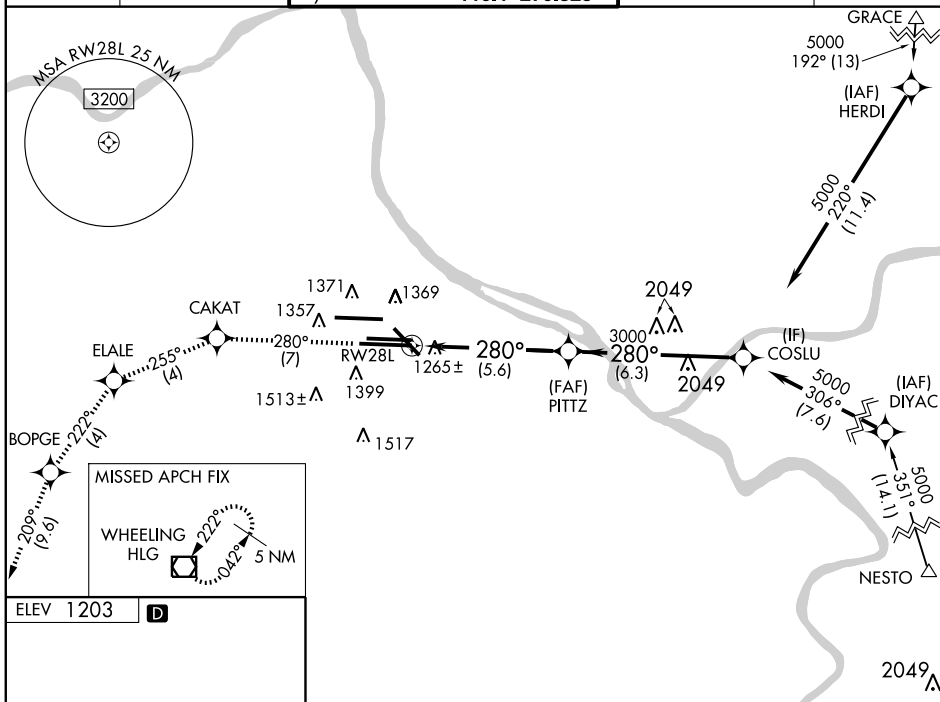 MSA RW28L 25 NM
3200
GRACE
5000
192° (13)
(IAF)
HERDI
5000
220°
(11.4)
1371
1369
1357
CAKAT
280°
(7)
RW28L
1265±
280°
(5.6)
(FAF)
PITTZ
2049
3000
280°
(6.3)
2049
(IF)
COSLU
5000
306°
(7.6)
(IAF)
DIYAC
5000
351°
(14.1)
NESTO
ELALE
255°
(4)
1513±
1399
1517
BOPGE
222°
(4)
209°
(9.6)
MISSED APCH FIX
WHEELING
HLG
222°
042°
5 NM
ELEV 1203
D
2049